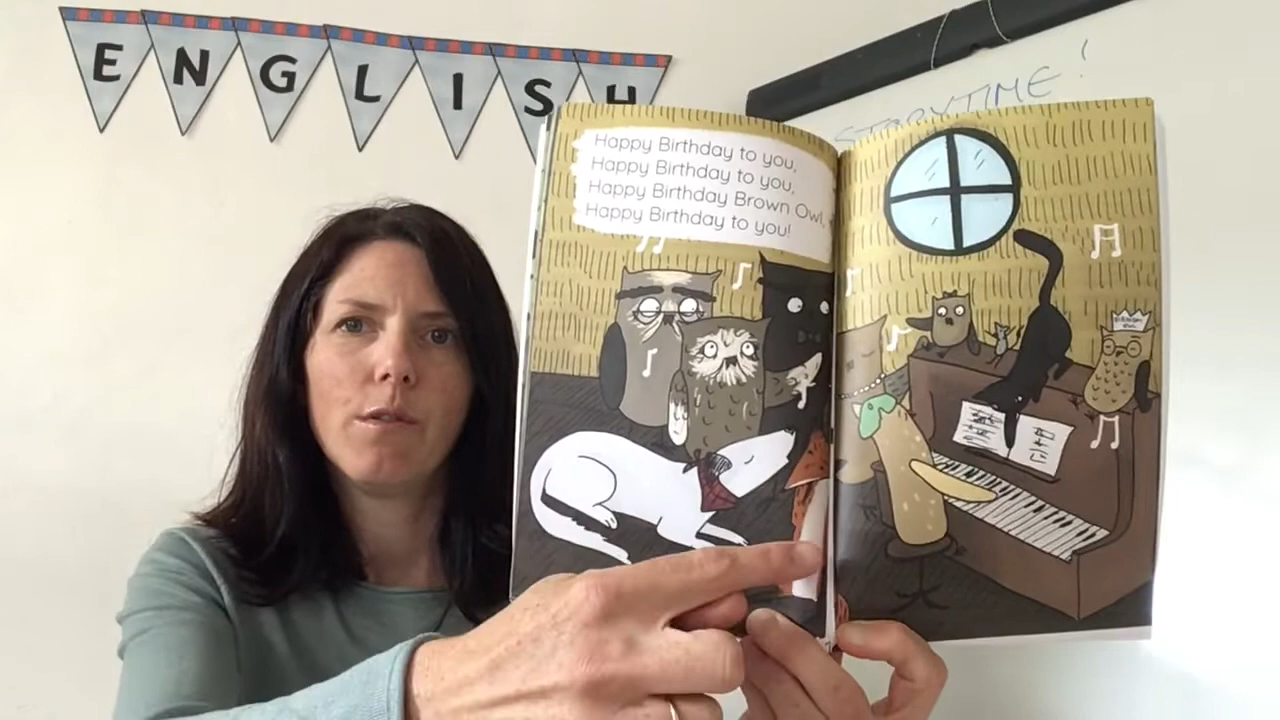 ENGLISH
STORYTIME!
Happy Birthday to you,
Happy Birthday to you,
Happy Birthday Brown Owl,
Happy Birthday to you!